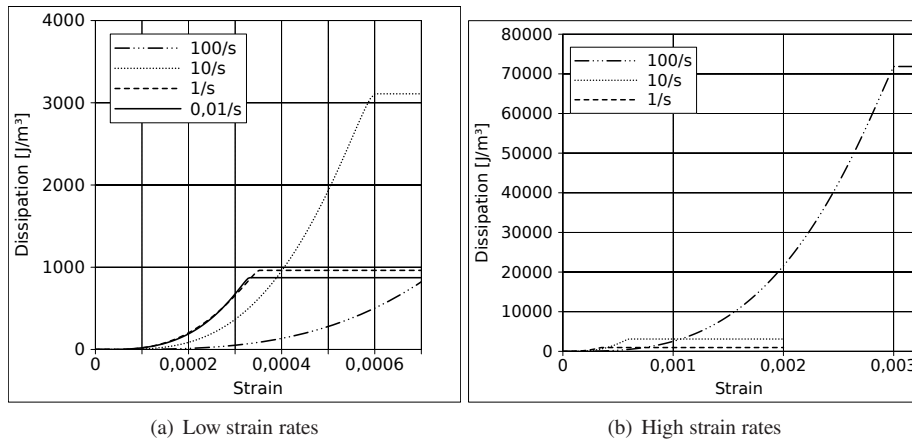 4000
3000
2000
1000
0
Dissipation [J/m³]
100/s
10/s
1/s
0,01/s
0
0,0002
0,0004
0,0006
Strain
(a) Low strain rates
80000
70000
60000
50000
40000
30000
20000
10000
0
Dissipation [J/m³]
100/s
10/s
1/s
0
0,001
0,002
0,003
Strain
(b) High strain rates